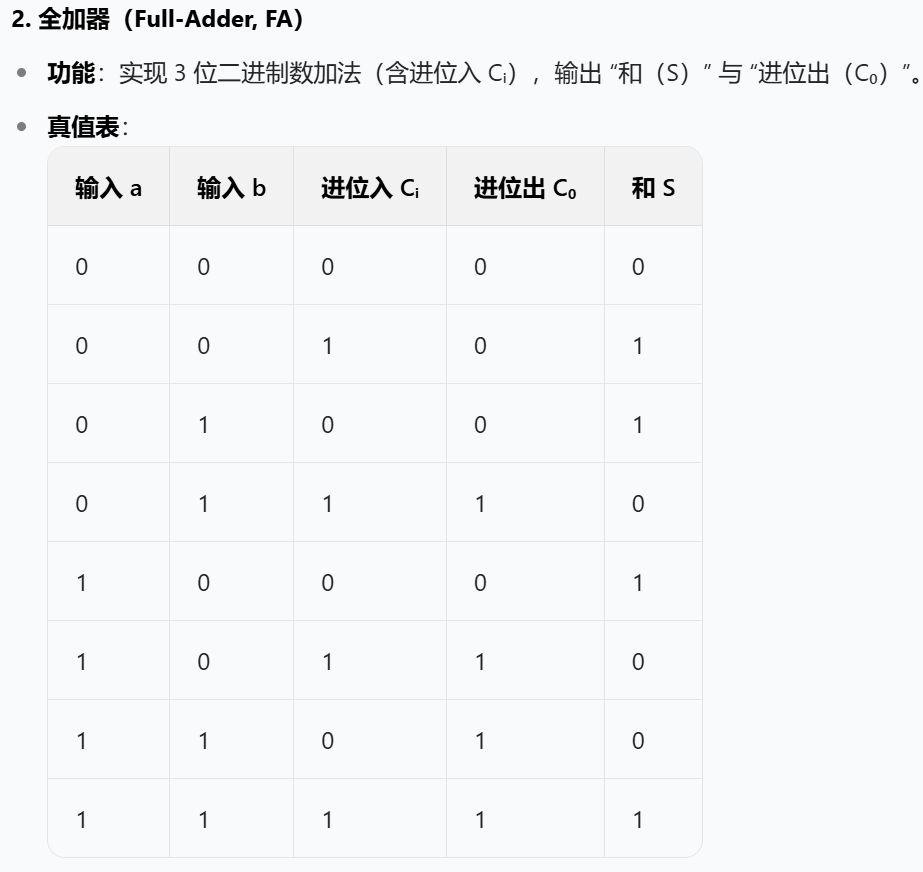 2. 全加器（Full-Adder, FA）
功能：实现 3 位二进制数加法（含进位入 Cᵢ），输出 “和（S）” 与 “进位出（C₀）”。
真值表：
输入 a 输入 b 进位入 Cᵢ 进位出 C₀ 和 S
0 0 0 0 0
0 0 1 0 1
0 1 0 0 1
0 1 1 1 0
1 0 0 0 1
1 0 1 1 0
1 1 0 1 0
1 1 1 1 1